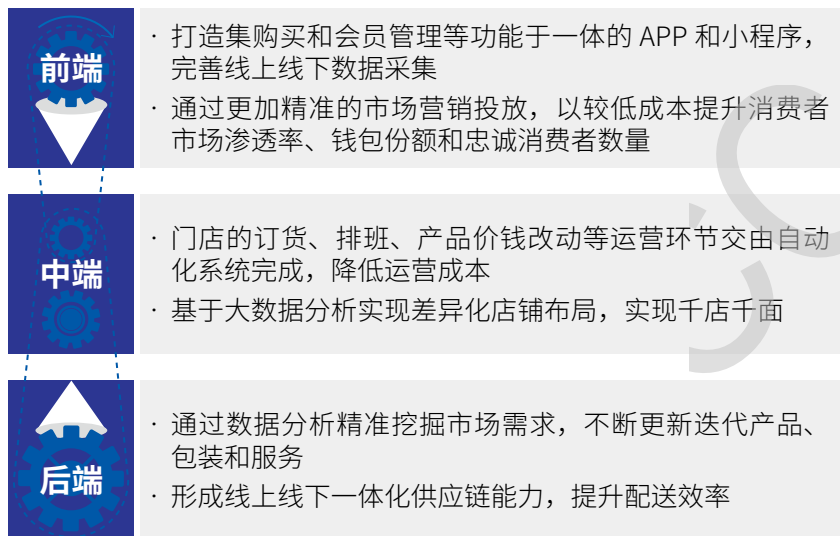 前端
· 打造集购买和会员管理等功能于一体的 APP 和小程序，
完善线上线下数据采集
· 通过更加精准的市场营销投放，以较低成本提升消费者
市场渗透率、钱包份额和忠诚消费者数量
中端
· 门店的订货、排班、产品价钱改动等运营环节交由自动
化系统完成，降低运营成本
· 基于大数据分析实现差异化店铺布局，实现千店千面
后端
· 通过数据分析精准挖掘市场需求，不断更新迭代产品、
包装和服务
· 形成线上线下一体化供应链能力，提升配送效率